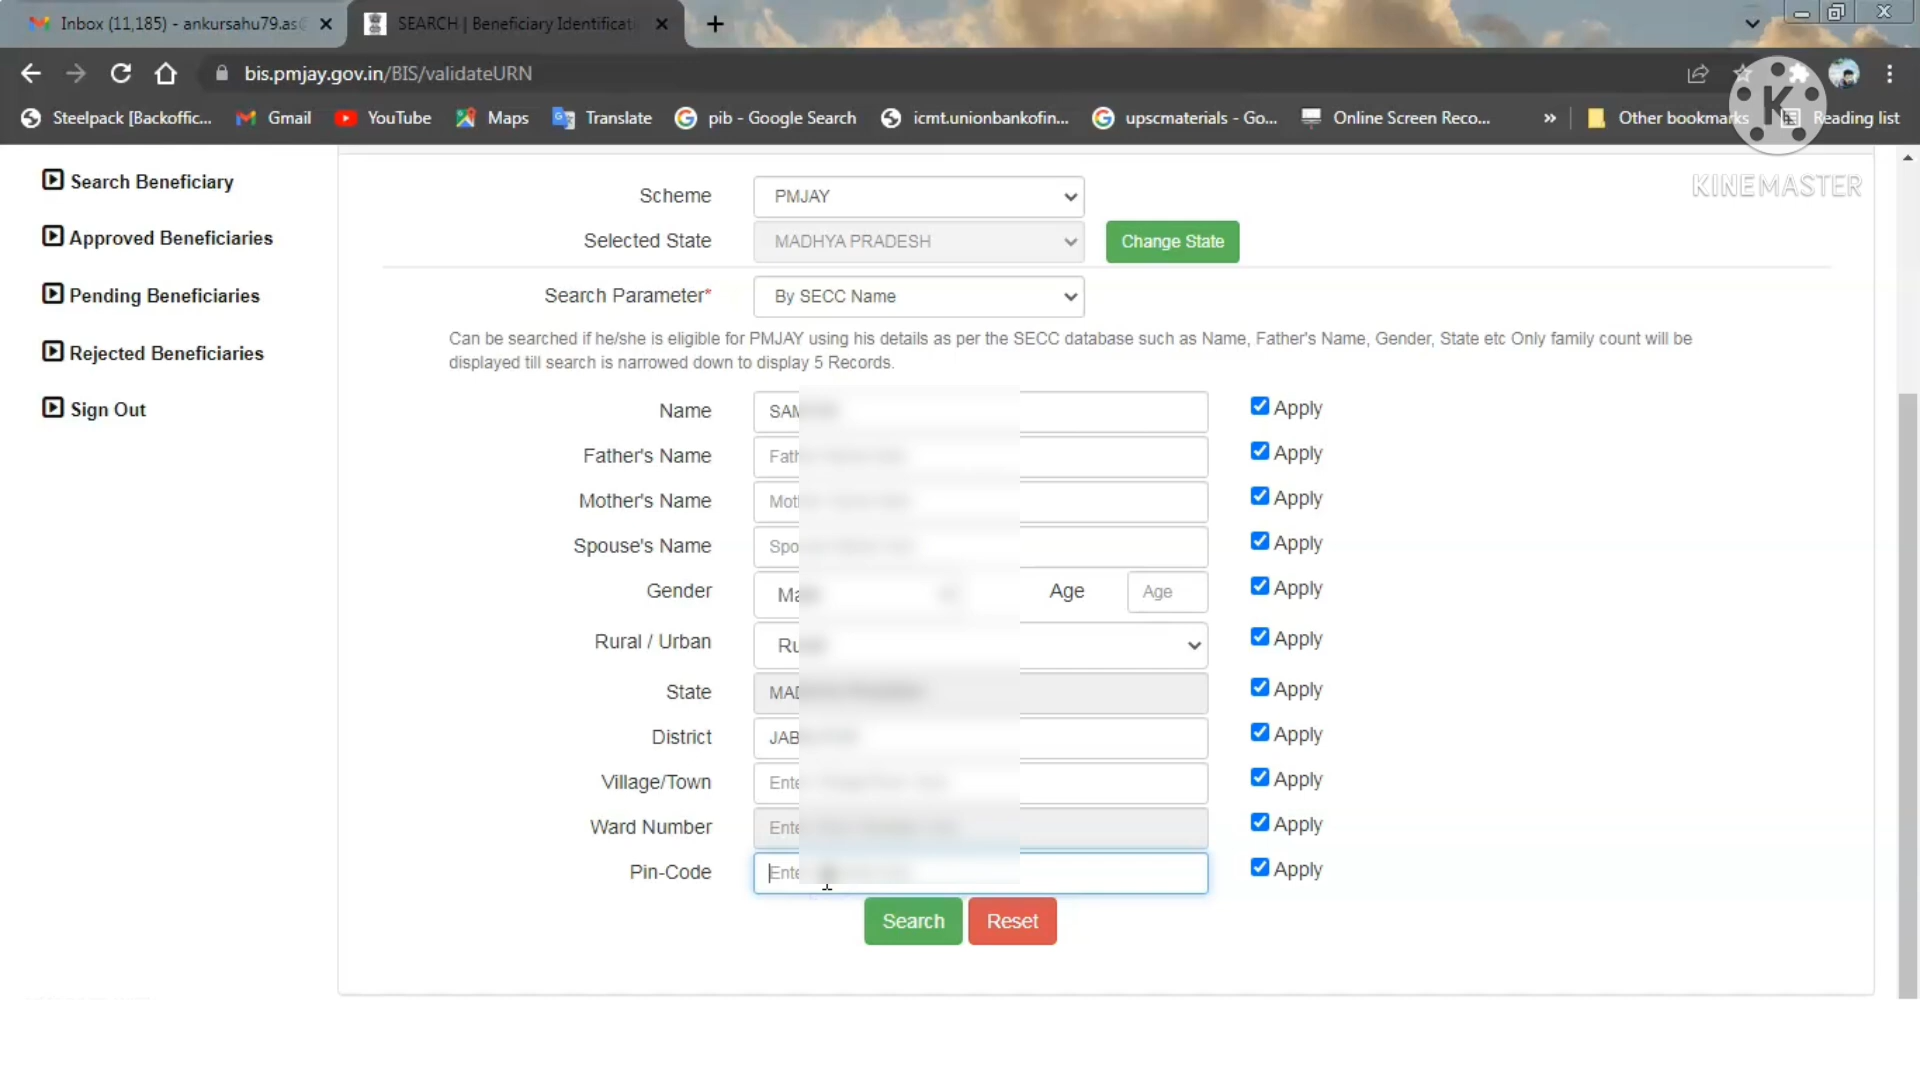 Inbox (11,185) - ankursahu79.as@
SEARCH | Beneficiary Identificati
bis.pmjay.gov.in/BIS/validateURN
Steelpack [Backoffic...
Gmail
YouTube
Maps
Translate
pib - Google Search
icmt.unionbankofin...
upscmaterials - Go...
Online Screen Reco...
»
Other bookmarks
Reading list
K
KINEMASTER
Search Beneficiary
Approved Beneficiaries
Pending Beneficiaries
Rejected Beneficiaries
Sign Out
Scheme PMJAY
Selected State MADHYA PRADESH Change State
Search Parameter* By SECC Name
Can be searched if he/she is eligible for PMJAY using his details as per the SECC database such as Name, Father's Name, Gender, State etc Only family count will be
displayed till search is narrowed down to display 5 Records.
Name Apply
Father's Name Apply
Mother's Name Apply
Spouse's Name Apply
Gender Age Age Apply
Rural / Urban Apply
State Apply
District Apply
Village/Town Apply
Ward Number Apply
Pin-Code Apply
Search Reset